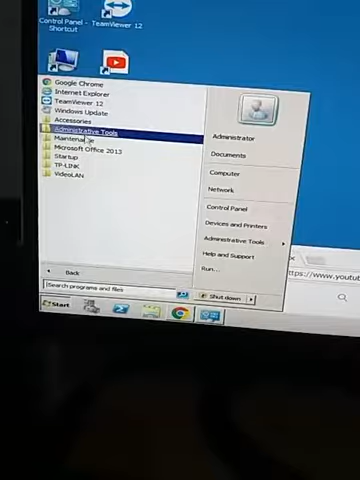 Control Panel -
Shortcut
TeamViewer 12
Google Chrome
Internet Explorer
TeamViewer 12
Windows Update
Accessories
Administrative Tools
Maintenance
Microsoft Office 2013
Startup
TP-LINK
VideoLAN
Back
Search programs and files
Administrator
Documents
Computer
Network
Control Panel
Devices and Printers
Administrative Tools
Help and Support
Run...
Shut down
Start
ttps://www.youtub